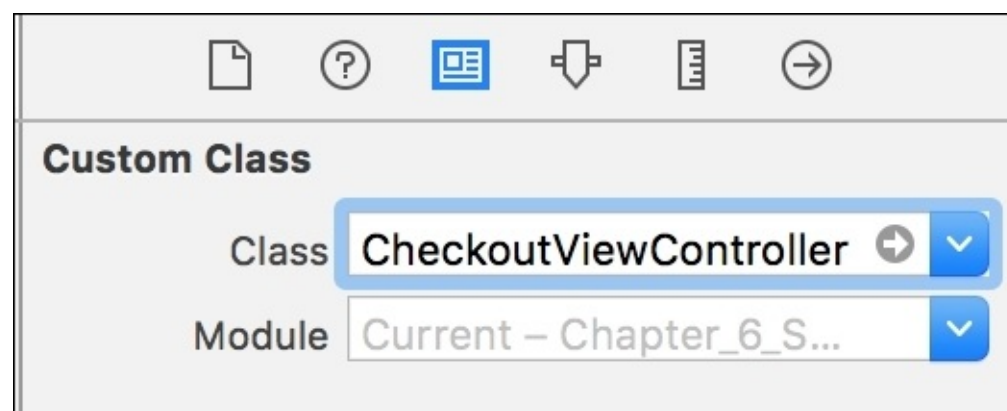 Custom Class
Class CheckoutViewController
Module Current – Chapter_6_S...